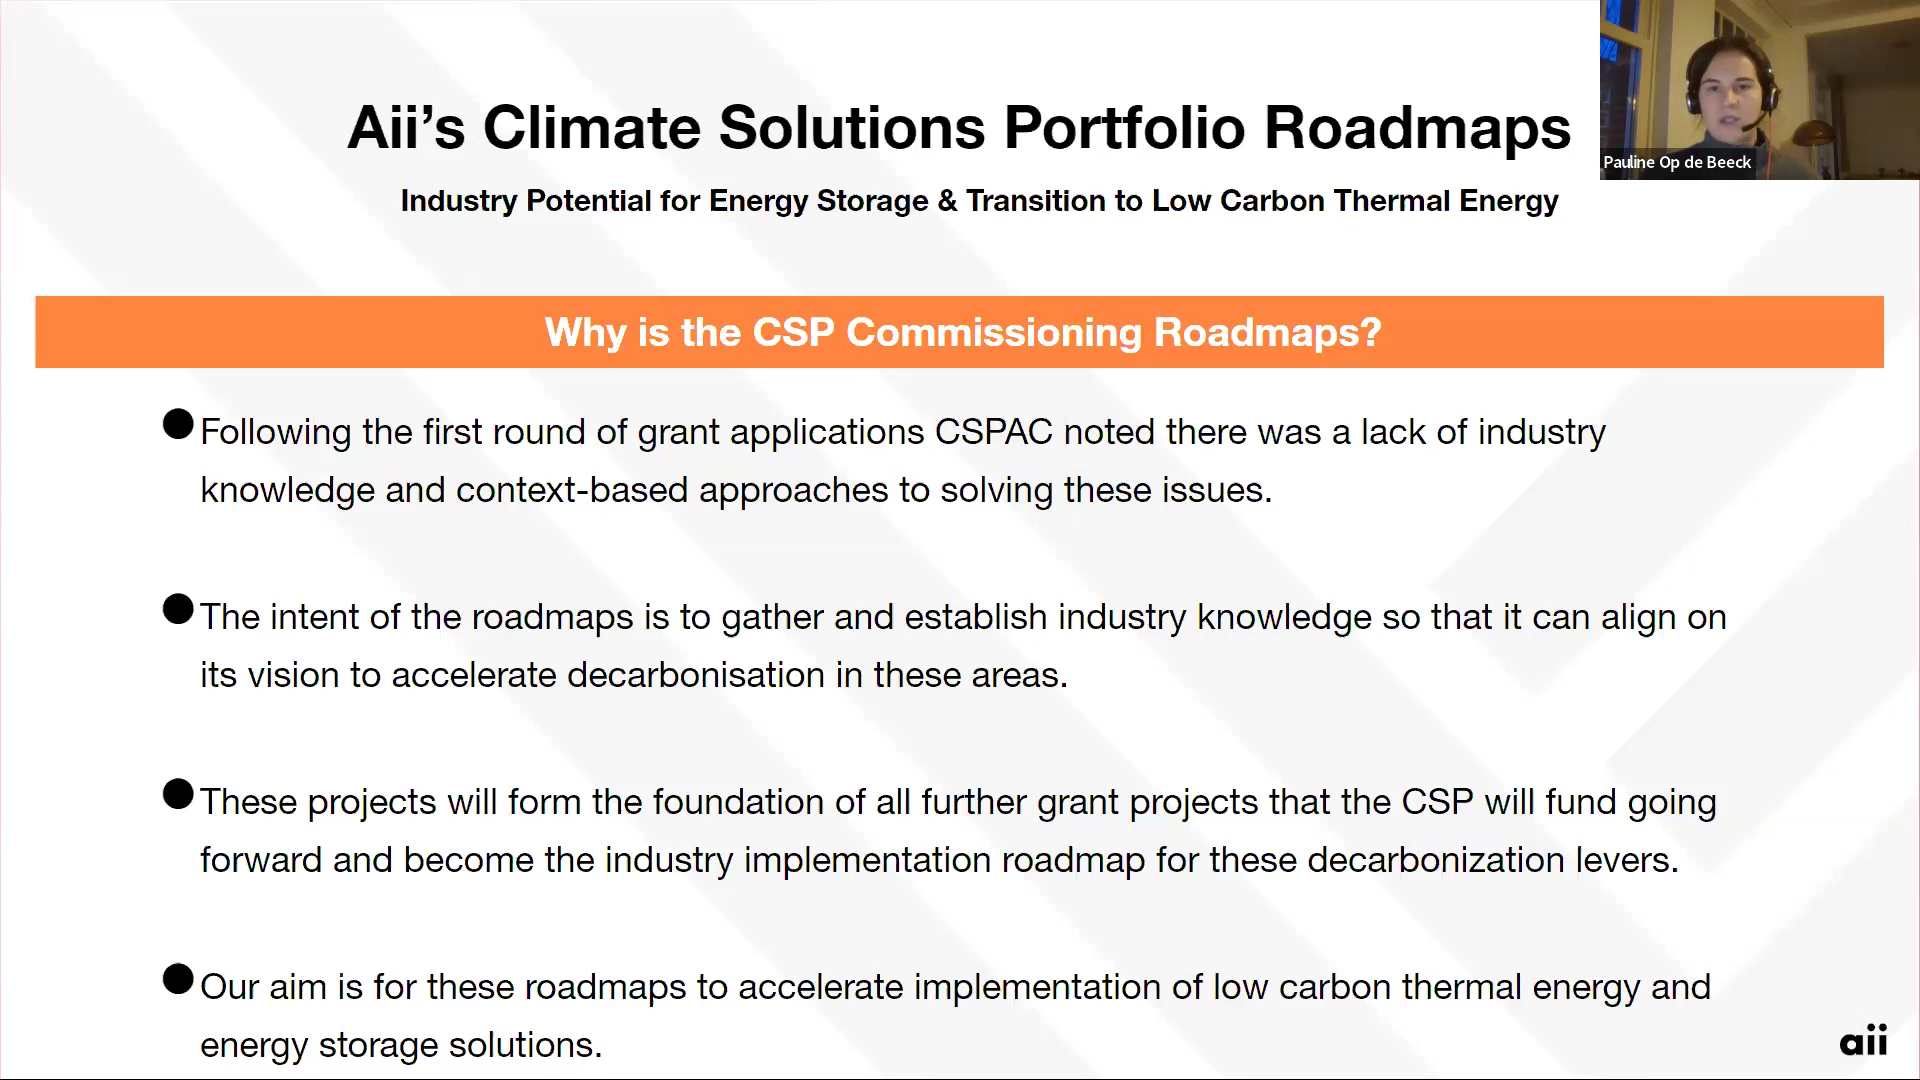 Aii’s Climate Solutions Portfolio Roadmaps
Pauline Op de Beeck
Industry Potential for Energy Storage & Transition to Low Carbon Thermal Energy
Why is the CSP Commissioning Roadmaps?
●Following the first round of grant applications CSPAC noted there was a lack of industry
knowledge and context-based approaches to solving these issues.
●The intent of the roadmaps is to gather and establish industry knowledge so that it can align on
its vision to accelerate decarbonisation in these areas.
●These projects will form the foundation of all further grant projects that the CSP will fund going
forward and become the industry implementation roadmap for these decarbonization levers.
●Our aim is for these roadmaps to accelerate implementation of low carbon thermal energy and
energy storage solutions.
aii